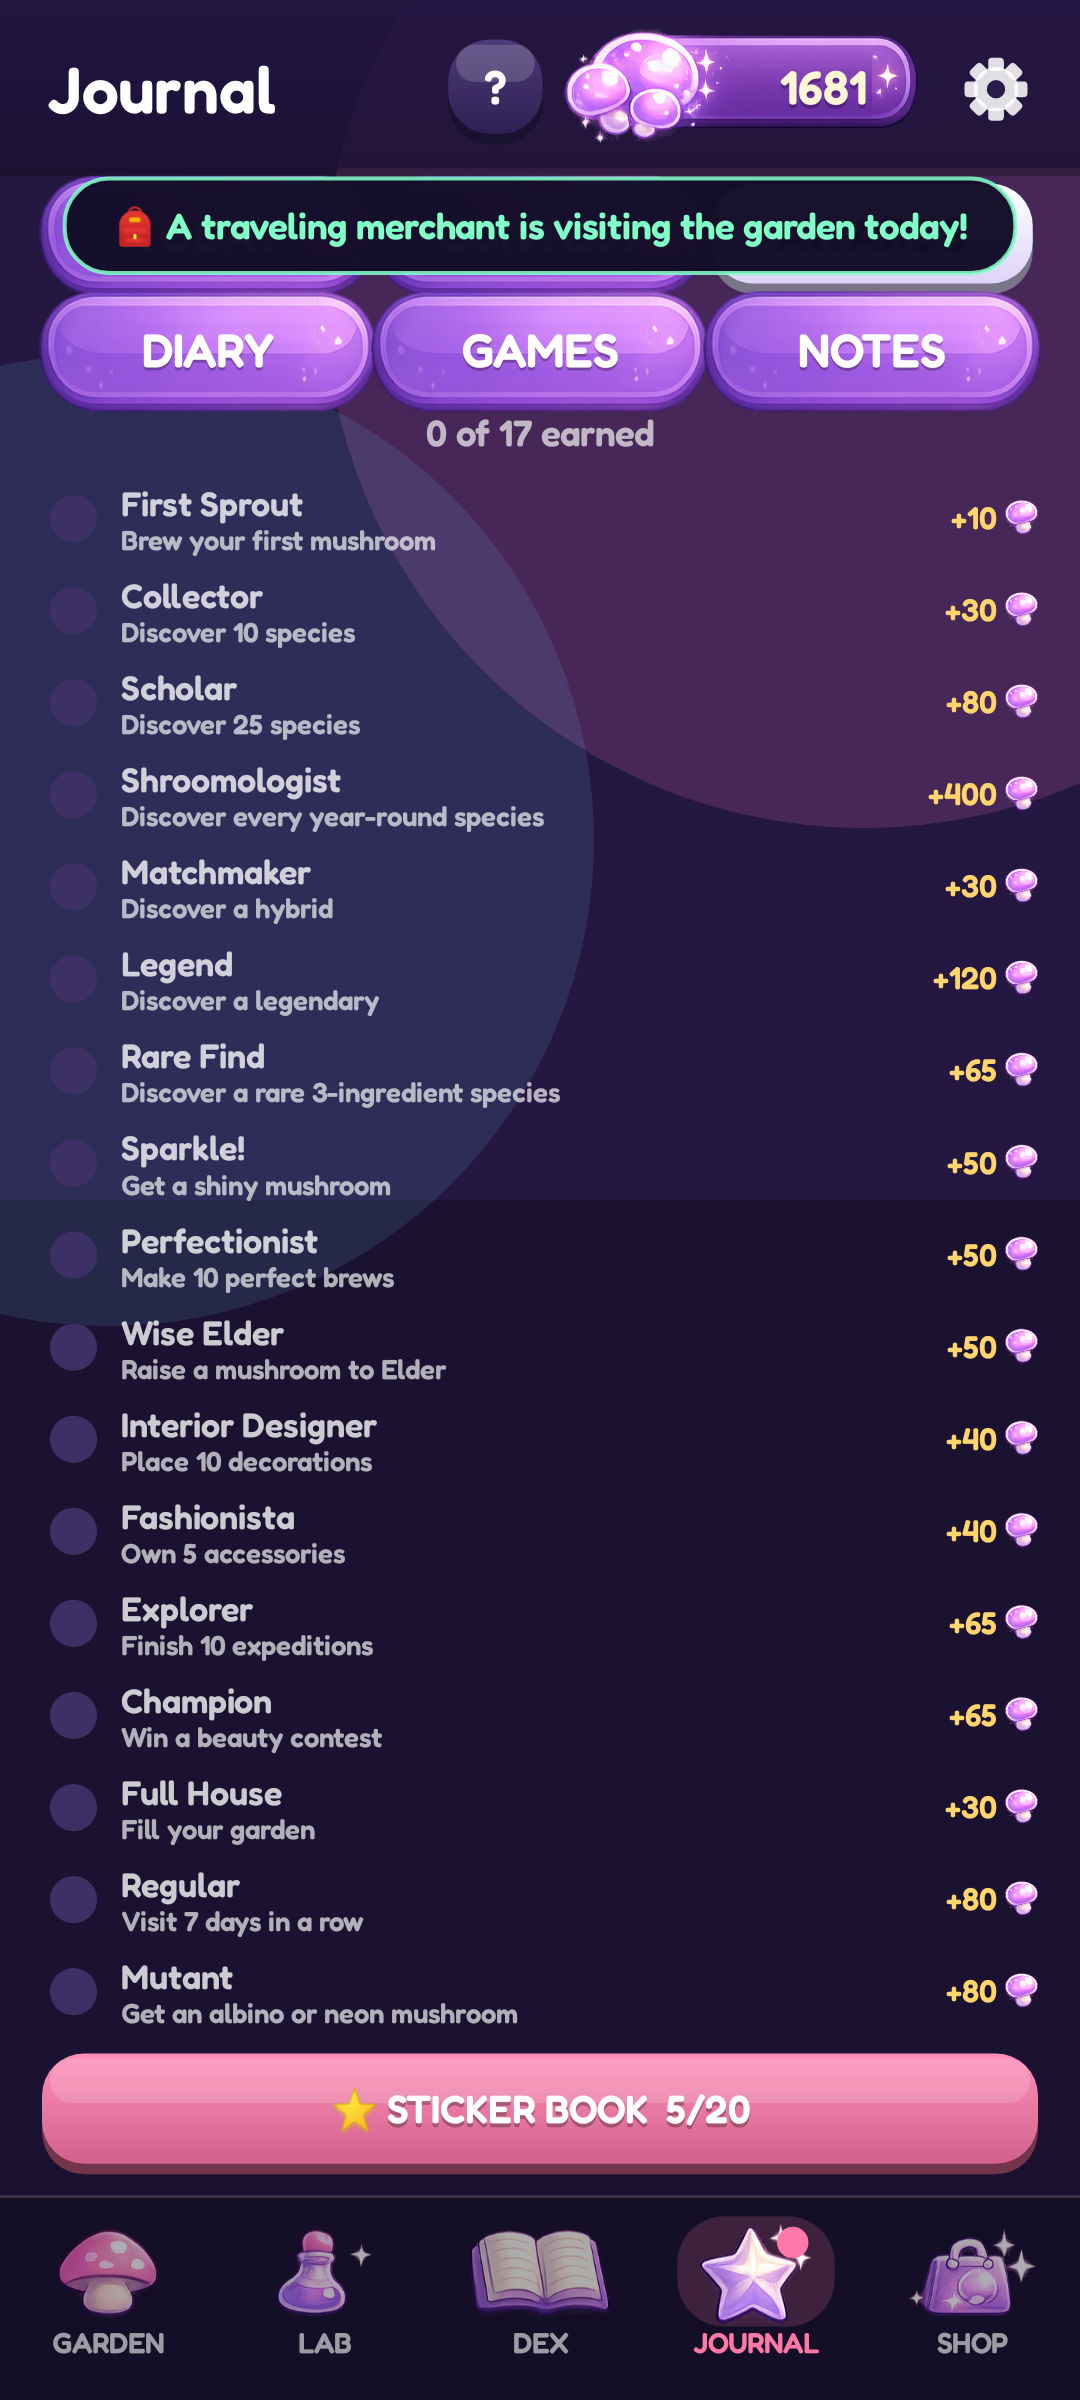 Journal
?
1681
A traveling merchant is visiting the garden today!
DIARY
GAMES
NOTES
0 of 17 earned
First Sprout
+10
Brew your first mushroom
Collector
+30
Discover 10 species
Scholar
+80
Discover 25 species
Shroomologist
+400
Discover every year-round species
Matchmaker
+30
Discover a hybrid
Legend
+120
Discover a legendary
Rare Find
+65
Discover a rare 3-ingredient species
Sparkle!
+50
Get a shiny mushroom
Perfectionist
+50
Make 10 perfect brews
Wise Elder
+50
Raise a mushroom to Elder
Interior Designer
+40
Place 10 decorations
Fashionista
+40
Own 5 accessories
Explorer
+65
Finish 10 expeditions
Champion
+65
Win a beauty contest
Full House
+30
Fill your garden
Regular
+80
Visit 7 days in a row
Mutant
+80
Get an albino or neon mushroom
STICKER BOOK 5/20
GARDEN
LAB
DEX
JOURNAL
SHOP